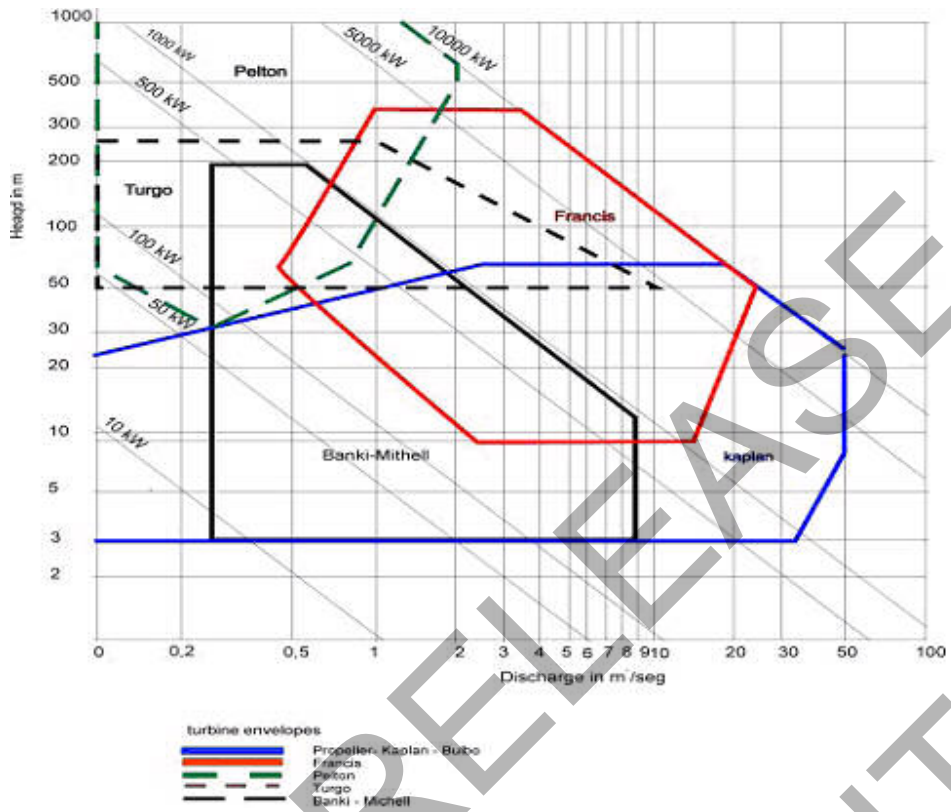 1000
500
300
200
100
50
30
20
10
5
3
2
Heaqd in m
1000 kW
5000 kW
10000 kW
500 kW
100 kW
50 kW
10 kW
Pelton
Turgo
Francis
Banki-Mithell
kaplan
0 0,2 0,5 1 2 3 4 5 6 7 8 9 10 20 30 50 100
Discharge in m³/seg
turbine envelopes
Propeller- Kaplan - Bulbo
Francis
Pelton
Turgo
Banki - Michell
RELEASE